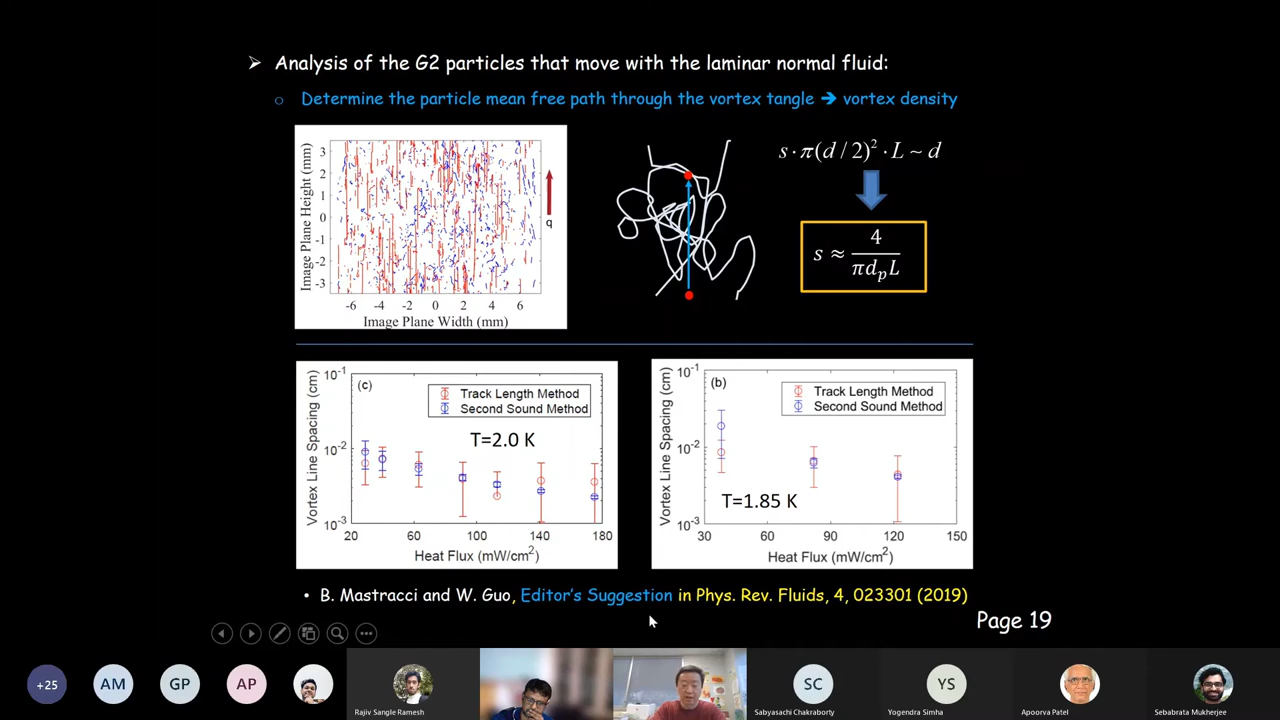 ➢ Analysis of the G2 particles that move with the laminar normal fluid:
o Determine the particle mean free path through the vortex tangle ➔ vortex density
Image Plane Height (mm)
3
2
1
0
-1
-2
-3
-6 -4 -2 0 2 4 6
Image Plane Width (mm)
q
s·π(d/2)²·L ~ d
s ≈ 4/(πd_pL)
Vortex Line Spacing (cm)
10⁻¹
10⁻²
10⁻³
(c)
Track Length Method
Second Sound Method
T=2.0 K
20 60 100 140 180
Heat Flux (mW/cm²)
Vortex Line Spacing (cm)
10⁻¹
10⁻²
10⁻³
(b)
Track Length Method
Second Sound Method
T=1.85 K
30 60 90 120 150
Heat Flux (mW/cm²)
• B. Mastracci and W. Guo, Editor's Suggestion in Phys. Rev. Fluids, 4, 023301 (2019)
Page 19
+25 AM GP AP SC YS
Rajiv Sangle Ramesh
Sabyasachi Chakraborty
Yogendra Simha
Apoorva Patel
Sebabrata Mukherjee